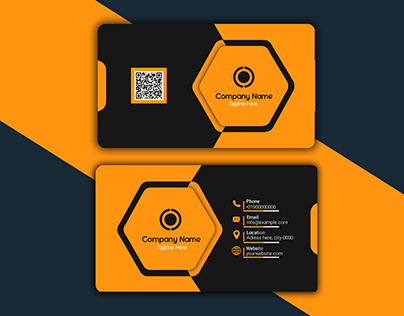 Company Name
Tagline Here
Company Name
Tagline Here
Phone
+01900000008
Email
info@example.com
Location
Adress here, city-0000
Website
yourwebsite.com